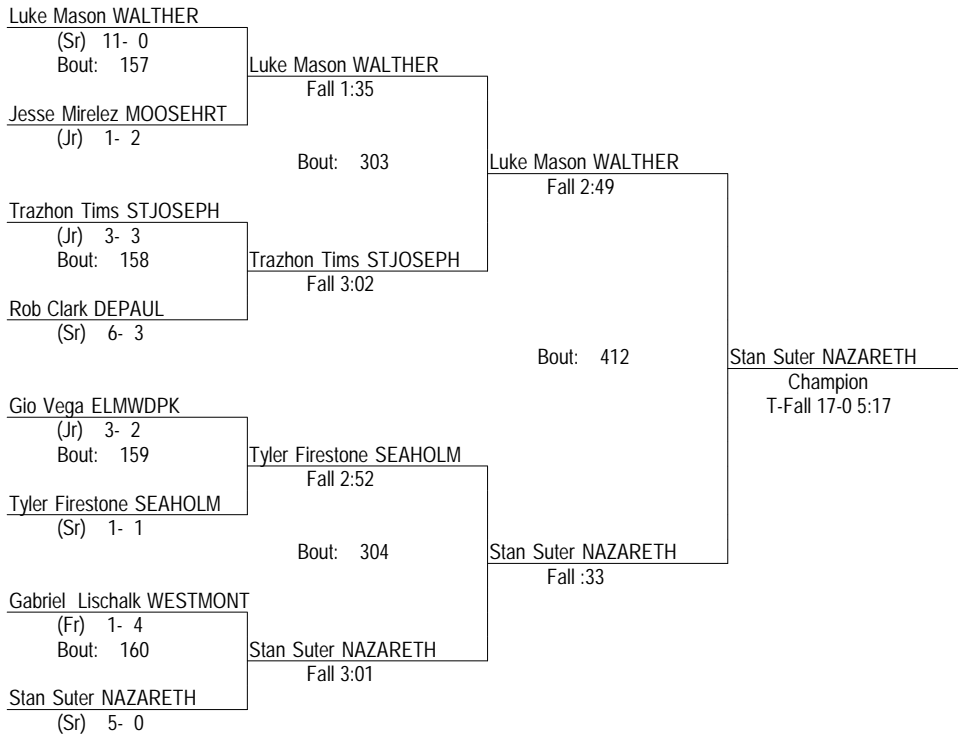 Luke Mason WALTHER
(Sr) 11- 0
Bout: 157
Luke Mason WALTHER
Fall 1:35
Jesse Mirelez MOOSEHRT
(Jr) 1- 2
Bout: 303
Luke Mason WALTHER
Fall 2:49
Trazhon Tims STJOSEPH
(Jr) 3- 3
Bout: 158
Trazhon Tims STJOSEPH
Fall 3:02
Rob Clark DEPAUL
(Sr) 6- 3
Bout: 412
Stan Suter NAZARETH
Champion
T-Fall 17-0 5:17
Gio Vega ELMWDPK
(Jr) 3- 2
Bout: 159
Tyler Firestone SEAHOLM
Fall 2:52
Tyler Firestone SEAHOLM
(Sr) 1- 1
Bout: 304
Stan Suter NAZARETH
Fall :33
Gabriel Lischalk WESTMONT
(Fr) 1- 4
Bout: 160
Stan Suter NAZARETH
Fall 3:01
Stan Suter NAZARETH
(Sr) 5- 0